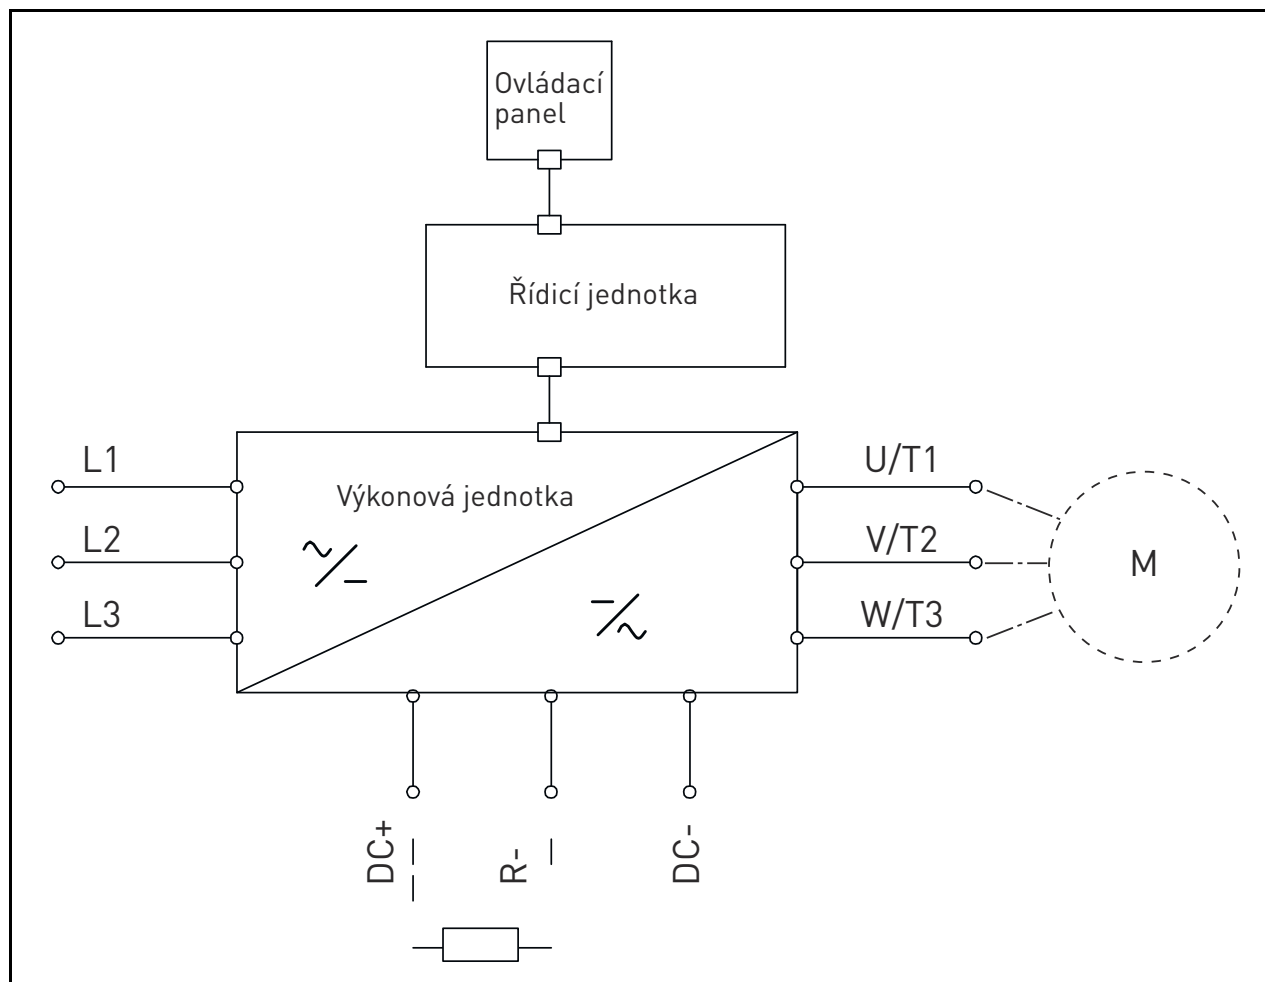 Ovládací
panel
Řídicí jednotka
Výkonová jednotka
L1
L2
L3
U/T1
V/T2
W/T3
M
DC+
R-
DC-